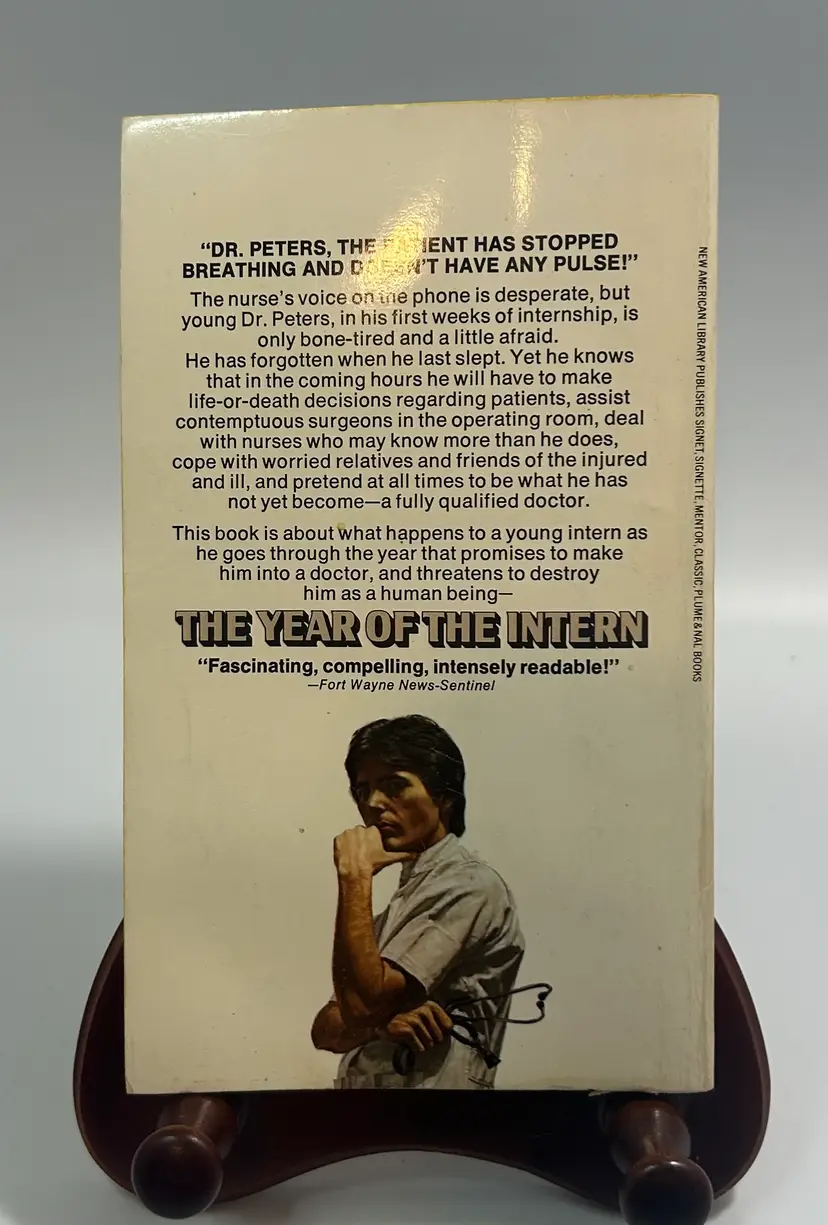 “DR. PETERS, THE PATIENT HAS STOPPED
BREATHING AND DOESN'T HAVE ANY PULSE!”
The nurse's voice on the phone is desperate, but
young Dr. Peters, in his first weeks of internship, is
only bone-tired and a little afraid.
He has forgotten when he last slept. Yet he knows
that in the coming hours he will have to make
life-or-death decisions regarding patients, assist
contemptuous surgeons in the operating room, deal
with nurses who may know more than he does,
cope with worried relatives and friends of the injured
and ill, and pretend at all times to be what he has
not yet become—a fully qualified doctor.
This book is about what happens to a young intern as
he goes through the year that promises to make
him into a doctor, and threatens to destroy
him as a human being—
THE YEAR OF THE INTERN
“Fascinating, compelling, intensely readable!”
—Fort Wayne News-Sentinel
NEW AMERICAN LIBRARY PUBLISHES SIGNET, SIGNETTE, MENTOR, CLASSIC, PLUME & NAL BOOKS